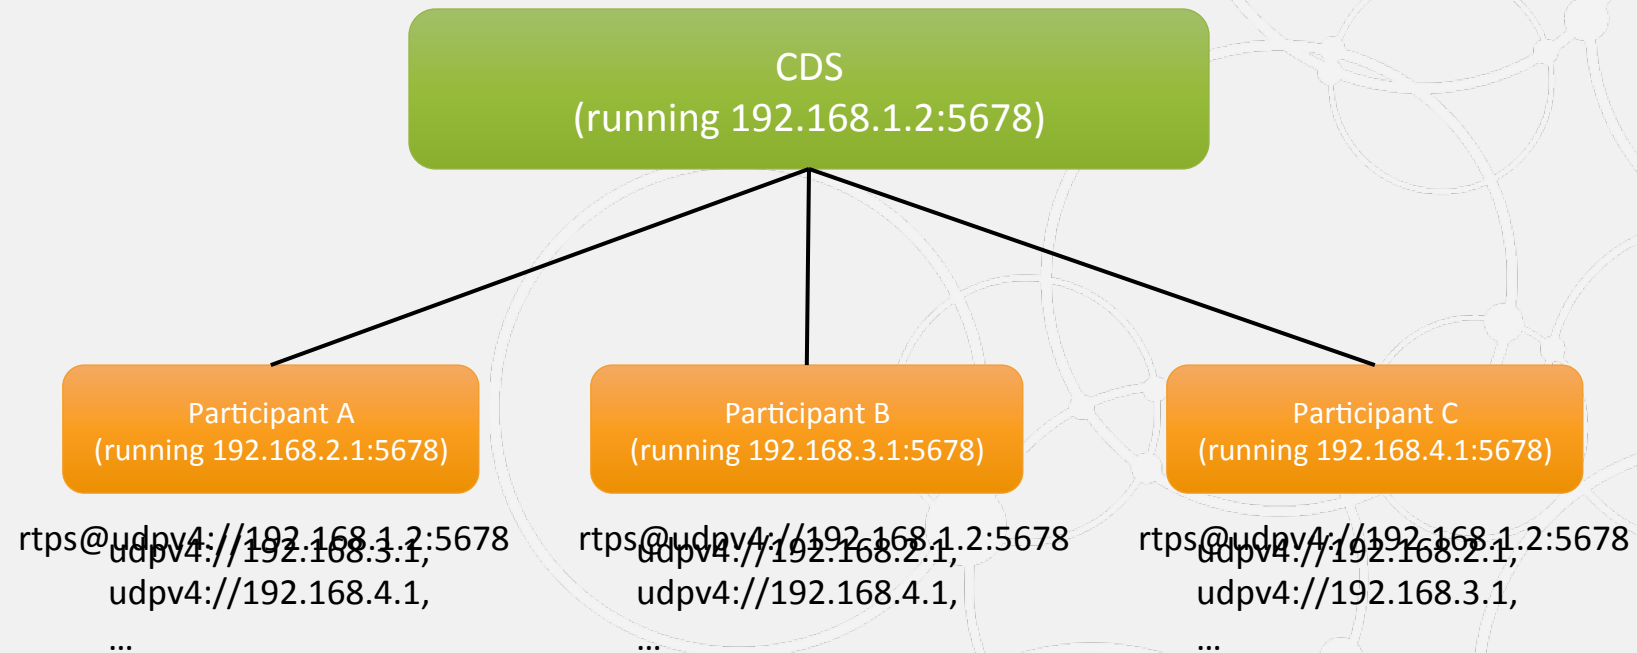 CDS
(running 192.168.1.2:5678)
Participant A
(running 192.168.2.1:5678)
Participant B
(running 192.168.3.1:5678)
Participant C
(running 192.168.4.1:5678)
rtps@udpv4://192.168.1.2:5678
udpv4://192.168.3.1,
udpv4://192.168.4.1,
...
rtps@udpv4://192.168.1.2:5678
udpv4://192.168.2.1,
udpv4://192.168.4.1,
...
rtps@udpv4://192.168.1.2:5678
udpv4://192.168.2.1,
udpv4://192.168.3.1,
...